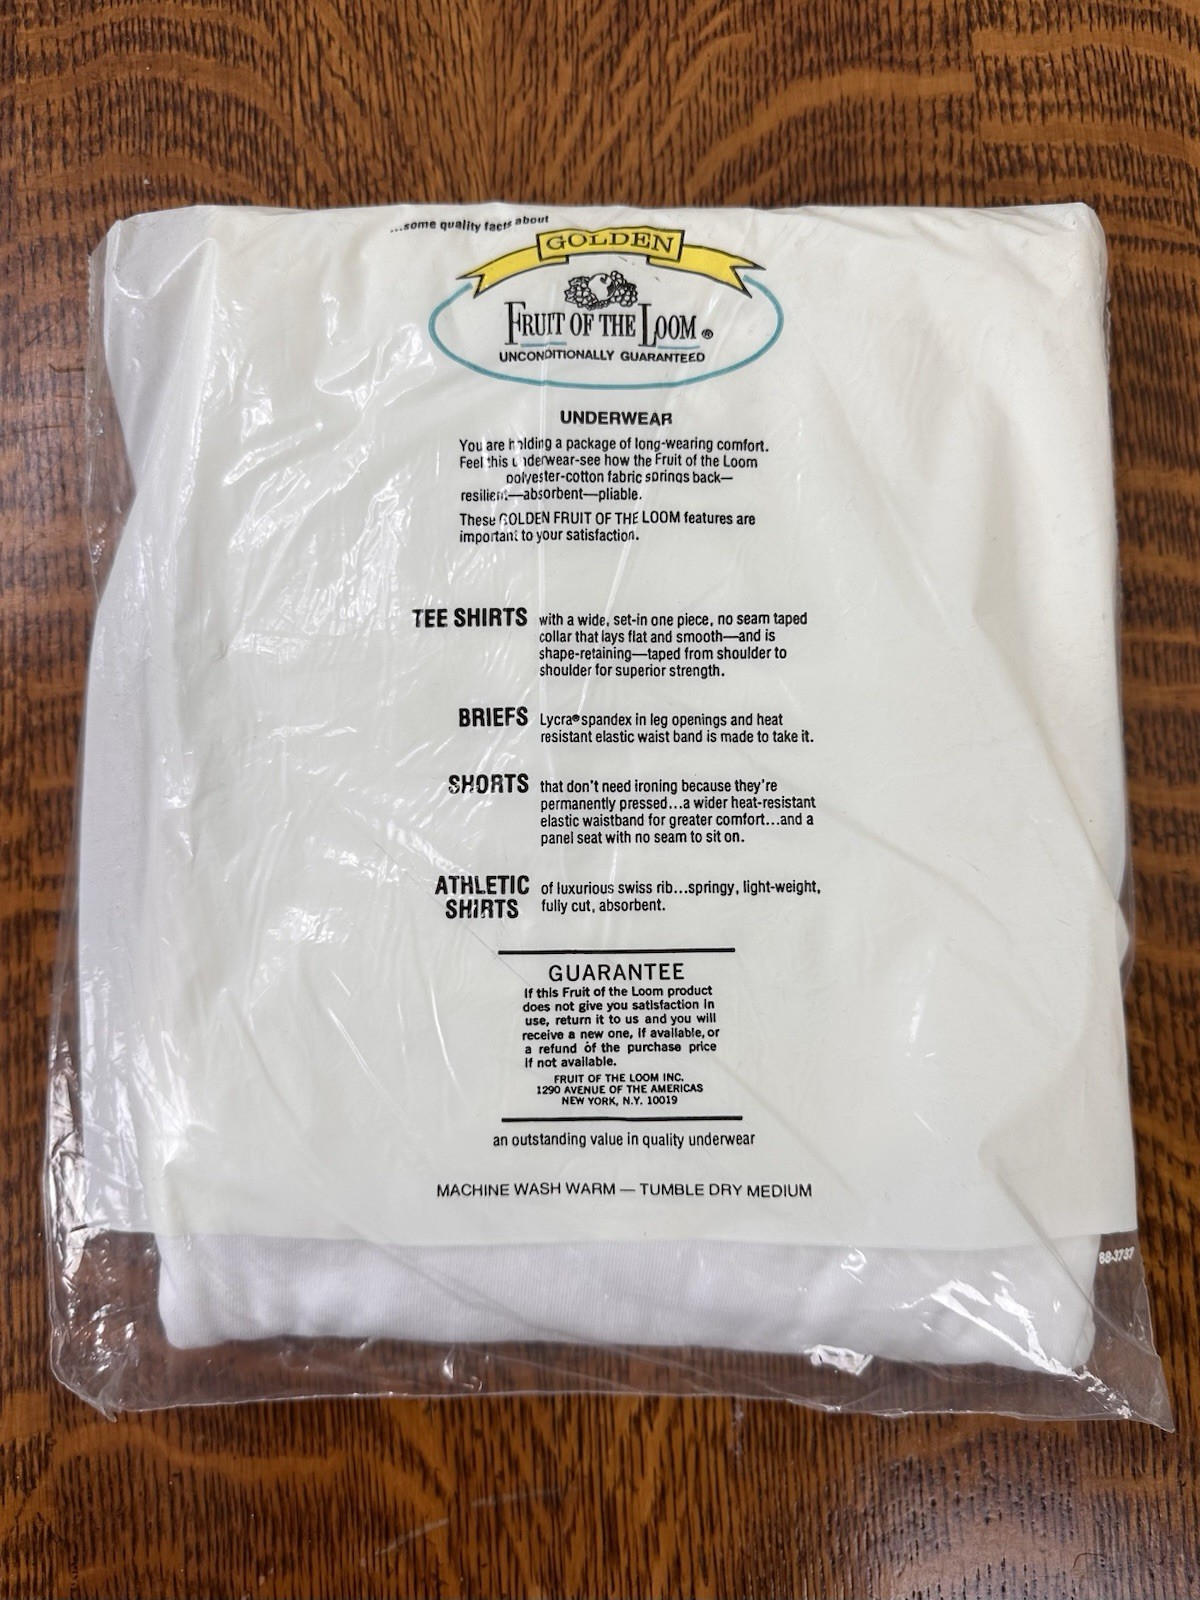 ...some quality facts about
GOLDEN
FRUIT OF THE LOOM ®
UNCONDITIONALLY GUARANTEED
UNDERWEAR
You are holding a package of long-wearing comfort.
Feel this underwear-see how the Fruit of the Loom
polyester-cotton fabric springs back—
resilient—absorbent—pliable.
These GOLDEN FRUIT OF THE LOOM features are
important to your satisfaction.
TEE SHIRTS with a wide, set-in one piece, no seam taped
collar that lays flat and smooth—and is
shape-retaining—taped from shoulder to
shoulder for superior strength.
BRIEFS Lycra® spandex in leg openings and heat
resistant elastic waist band is made to take it.
SHORTS that don't need ironing because they're
permanently pressed...a wider heat-resistant
elastic waistband for greater comfort...and a
panel seat with no seam to sit on.
ATHLETIC of luxurious swiss rib...springy, light-weight,
SHIRTS fully cut, absorbent.
GUARANTEE
If this Fruit of the Loom product
does not give you satisfaction in
use, return it to us and you will
receive a new one, if available, or
a refund of the purchase price
if not available.
FRUIT OF THE LOOM INC.
1290 AVENUE OF THE AMERICAS
NEW YORK, N.Y. 10019
an outstanding value in quality underwear
MACHINE WASH WARM — TUMBLE DRY MEDIUM
88-3737